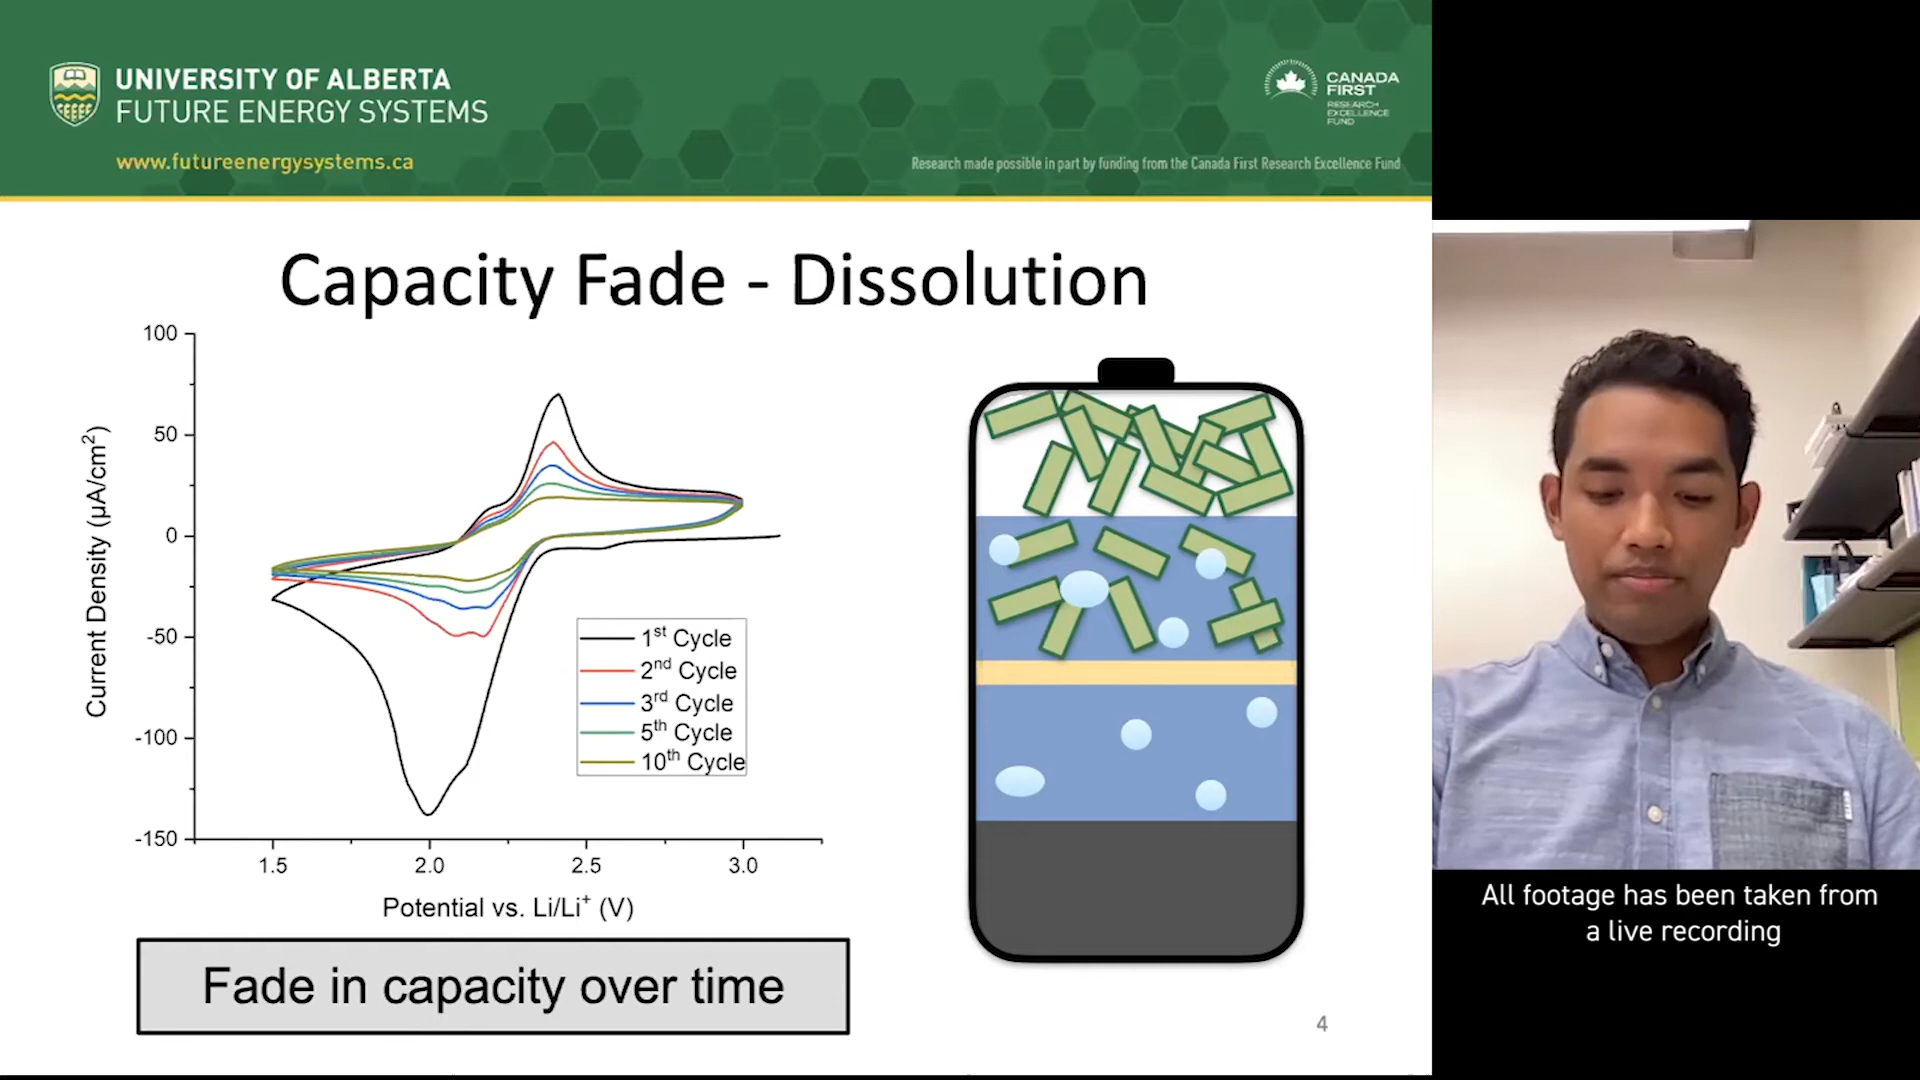 UNIVERSITY OF ALBERTA
FUTURE ENERGY SYSTEMS
www.futureenergysystems.ca
CANADA
FIRST
RESEARCH
EXCELLENCE
FUND
Research made possible in part by funding from the Canada First Research Excellence Fund
Capacity Fade - Dissolution
100
50
0
-50
-100
-150
Current Density (µA/cm²)
1st Cycle
2nd Cycle
3rd Cycle
5th Cycle
10th Cycle
1.5 2.0 2.5 3.0
Potential vs. Li/Li⁺ (V)
Fade in capacity over time
4
All footage has been taken from
a live recording